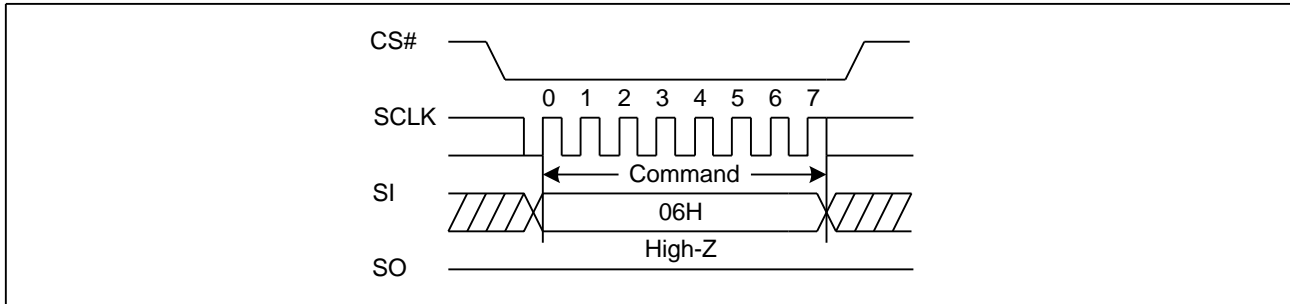 CS#
0 1 2 3 4 5 6 7
SCLK
Command
SI
06H
High-Z
SO